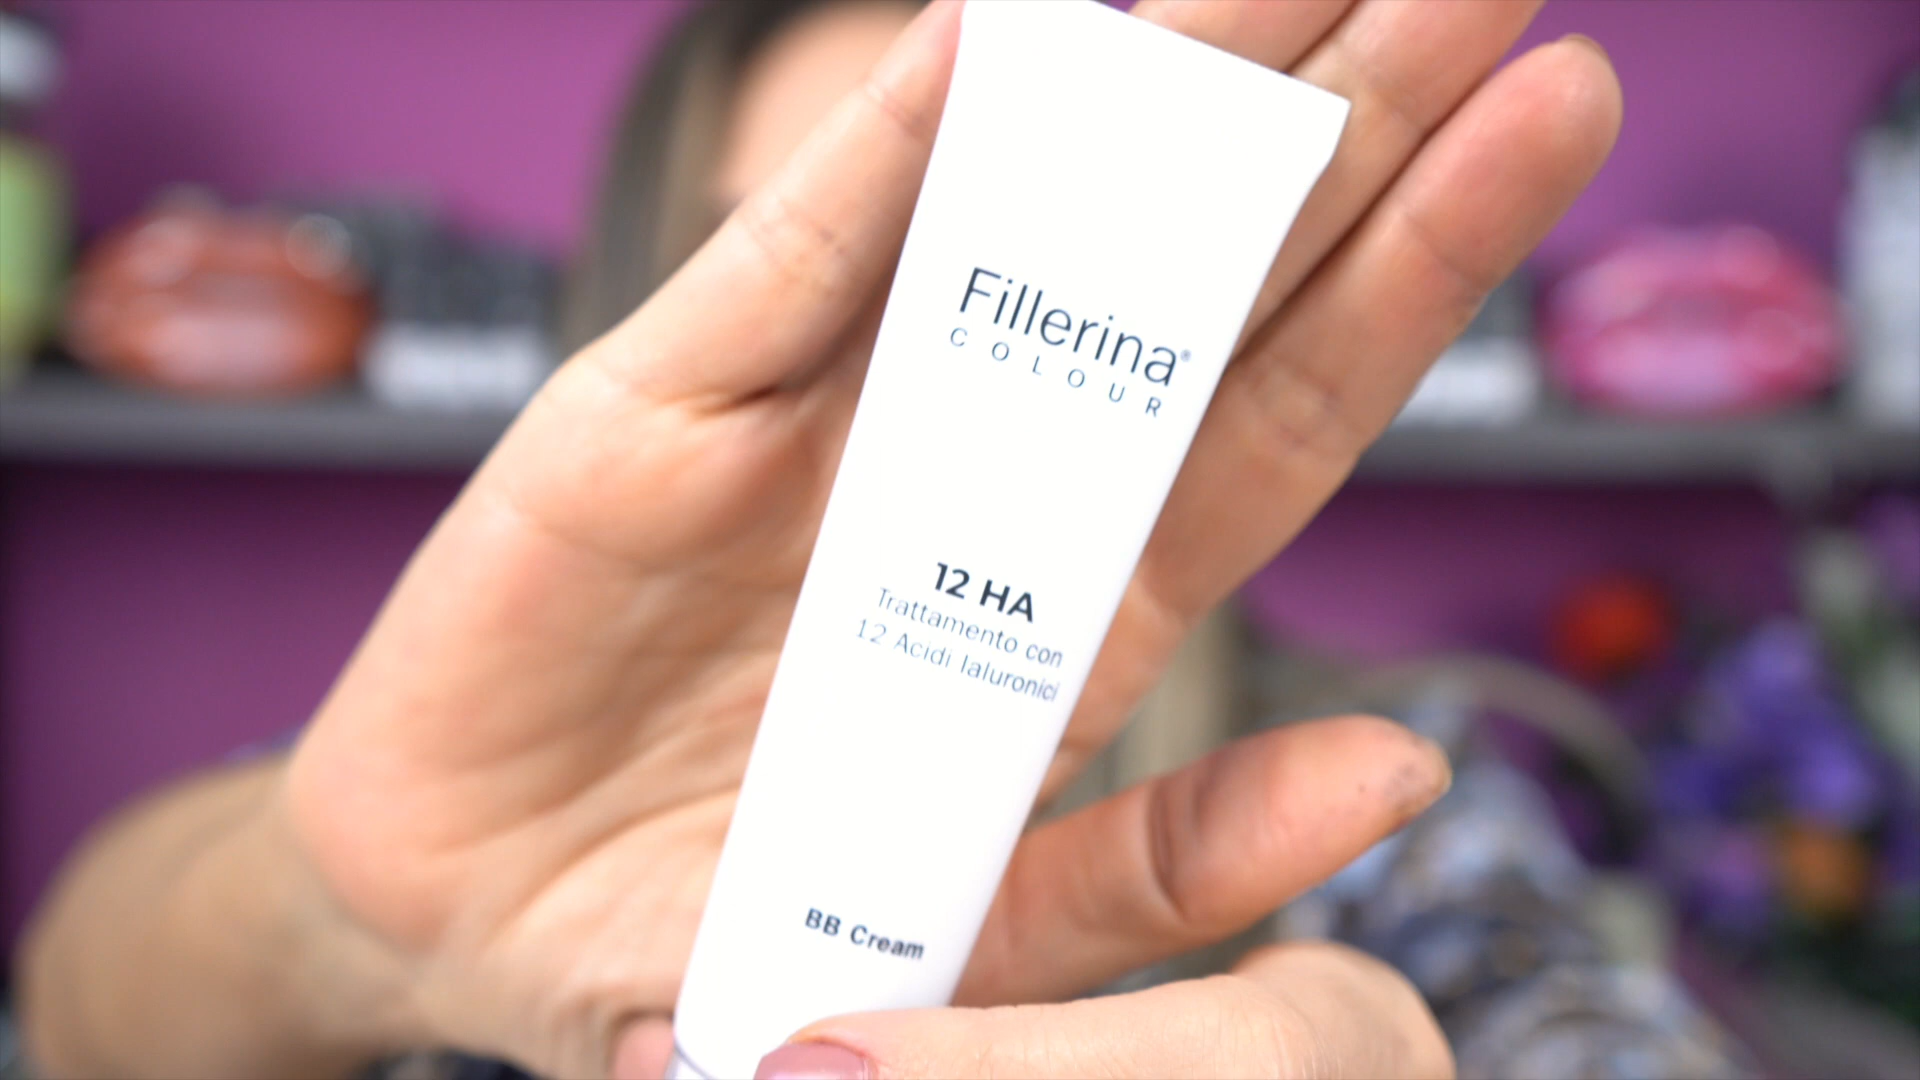 Fillerina®
COLOUR
12 HA
Trattamento con
12 Acidi Ialuronici
BB Cream